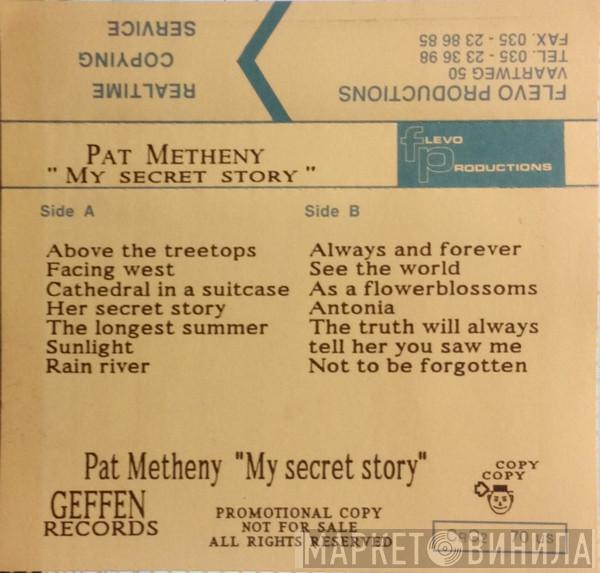 REALTIME
COPYING
SERVICE
FLEVO PRODUCTIONS
VAARTWEG 50
TEL. 035 - 23 36 98
FAX. 035 - 23 86 85
PAT METHENY
" MY SECRET STORY "
FLEVO
PRODUCTIONS
Side A
Above the treetops
Facing west
Cathedral in a suitcase
Her secret story
The longest summer
Sunlight
Rain river
Side B
Always and forever
See the world
As a flowerblossoms
Antonia
The truth will always
tell her you saw me
Not to be forgotten
Pat Metheny "My secret story"
GEFFEN
RECORDS
PROMOTIONAL COPY
NOT FOR SALE
ALL RIGHTS RESERVED
COPY
COPY
CRO2 70 µs
МАРКЕТ ВИНИЛА